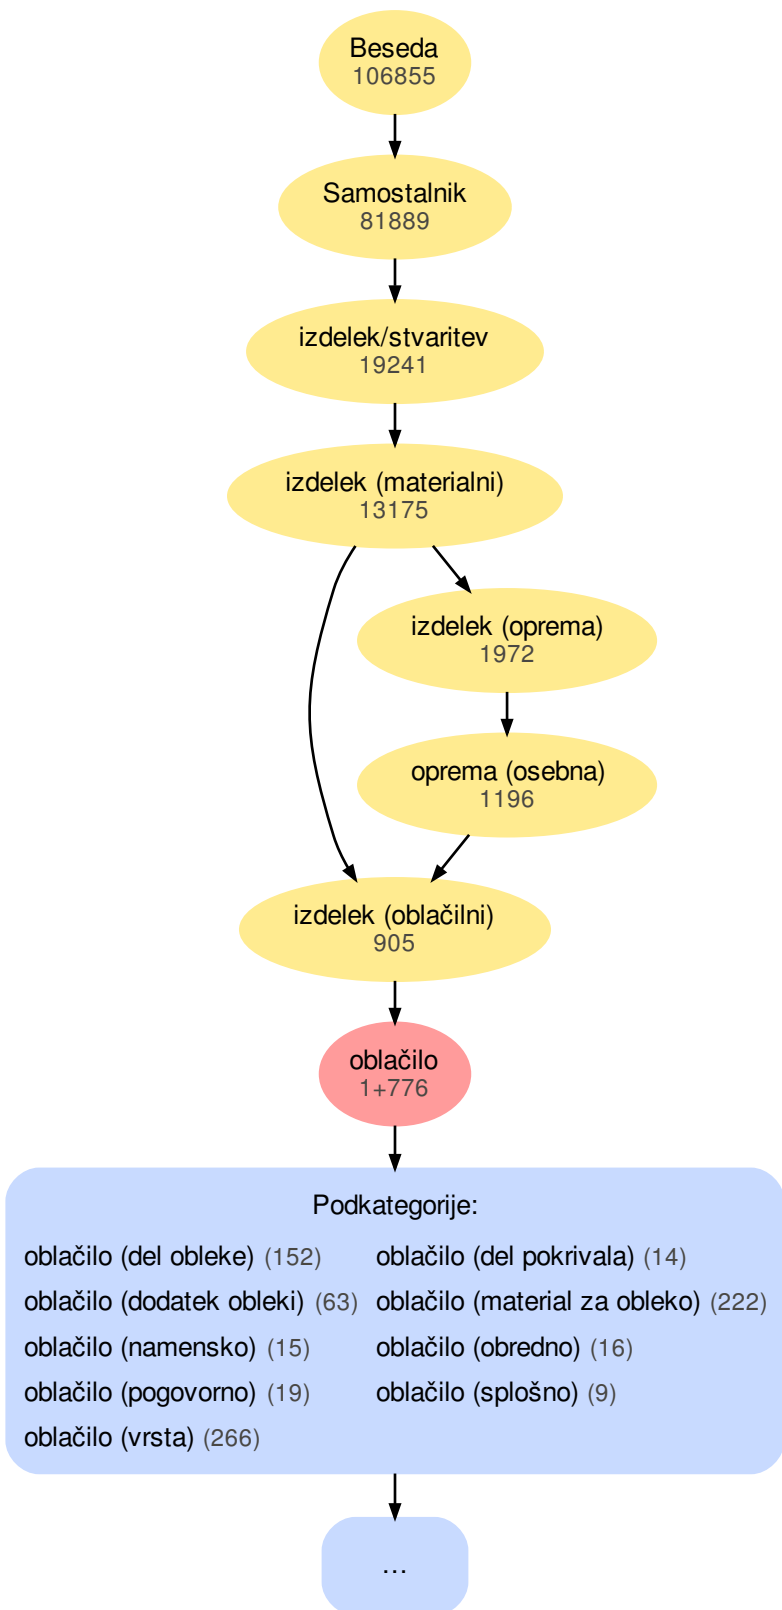 Beseda
106855
Samostalnik
81889
izdelek/stvaritev
19241
izdelek (materialni)
13175
izdelek (oprema)
1972
oprema (osebna)
1196
izdelek (oblačilni)
905
oblačilo
1+776
Podkategorije:
oblačilo (del obleke) (152) oblačilo (del pokrivala) (14)
oblačilo (dodatek obleki) (63) oblačilo (material za obleko) (222)
oblačilo (namensko) (15) oblačilo (obredno) (16)
oblačilo (pogovorno) (19) oblačilo (splošno) (9)
oblačilo (vrsta) (266)
...